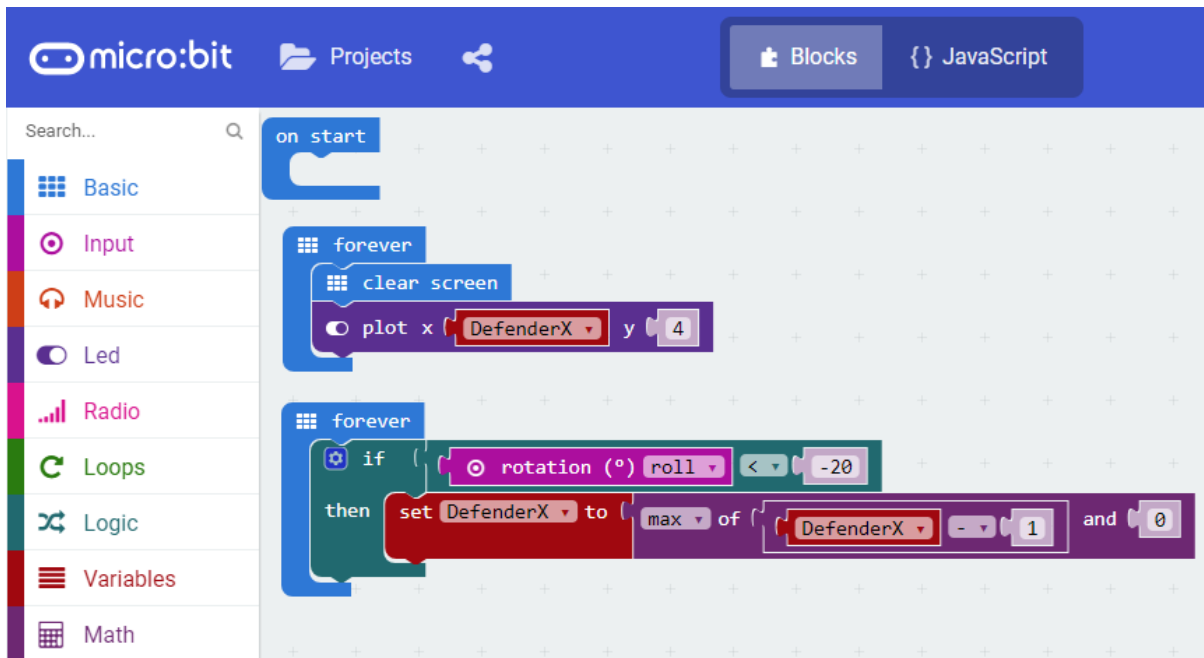 micro:bit Projects Blocks {} JavaScript
Search...
Basic
Input
Music
Led
Radio
Loops
Logic
Variables
Math
on start
forever
clear screen
plot x DefenderX y 4
forever
if rotation (º) roll < -20
then set DefenderX to max of DefenderX - 1 and 0